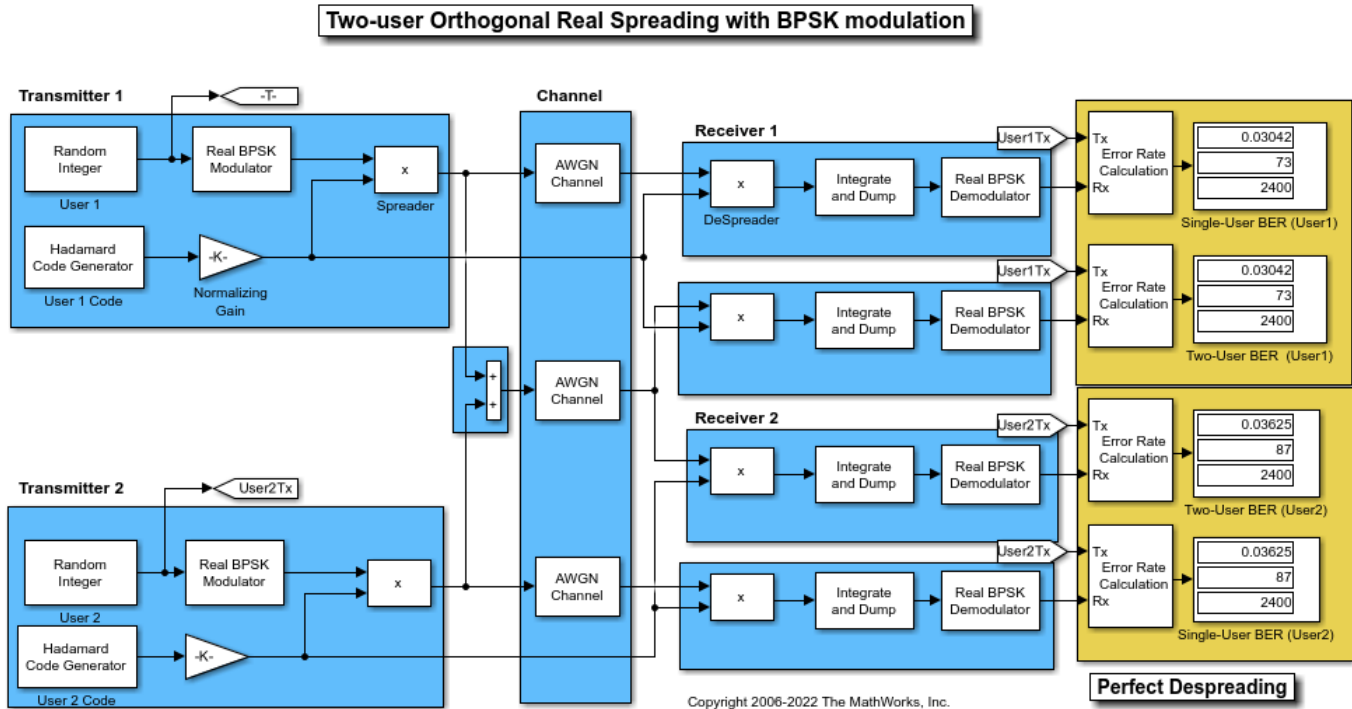 Two-user Orthogonal Real Spreading with BPSK modulation
Transmitter 1
-T-
Random
Integer
User 1
Real BPSK
Modulator
x
Spreader
Hadamard
Code Generator
User 1 Code
-K-
Normalizing
Gain
Channel
AWGN
Channel
+
+
AWGN
Channel
AWGN
Channel
Receiver 1
User1Tx
x
DeSpreader
Integrate
and Dump
Real BPSK
Demodulator
Tx
Rx
Error Rate
Calculation
0.03042
73
2400
Single-User BER (User1)
User1Tx
x
Integrate
and Dump
Real BPSK
Demodulator
Tx
Rx
Error Rate
Calculation
0.03042
73
2400
Two-User BER (User1)
Receiver 2
User2Tx
x
Integrate
and Dump
Real BPSK
Demodulator
Tx
Rx
Error Rate
Calculation
0.03625
87
2400
Two-User BER (User2)
Transmitter 2
User2Tx
Random
Integer
User 2
Real BPSK
Modulator
x
Hadamard
Code Generator
User 2 Code
-K-
User2Tx
x
Integrate
and Dump
Real BPSK
Demodulator
Tx
Rx
Error Rate
Calculation
0.03625
87
2400
Single-User BER (User2)
Perfect Despreading
Copyright 2006-2022 The MathWorks, Inc.